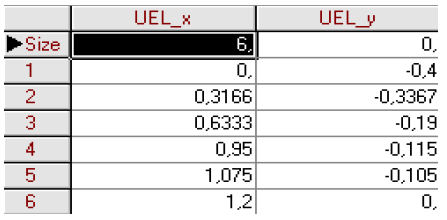 UEL_x UEL_y
Size 6, 0,
1 0, -0,4
2 0,3166 -0,3367
3 0,6333 -0,19
4 0,95 -0,115
5 1,075 -0,105
6 1,2 0,